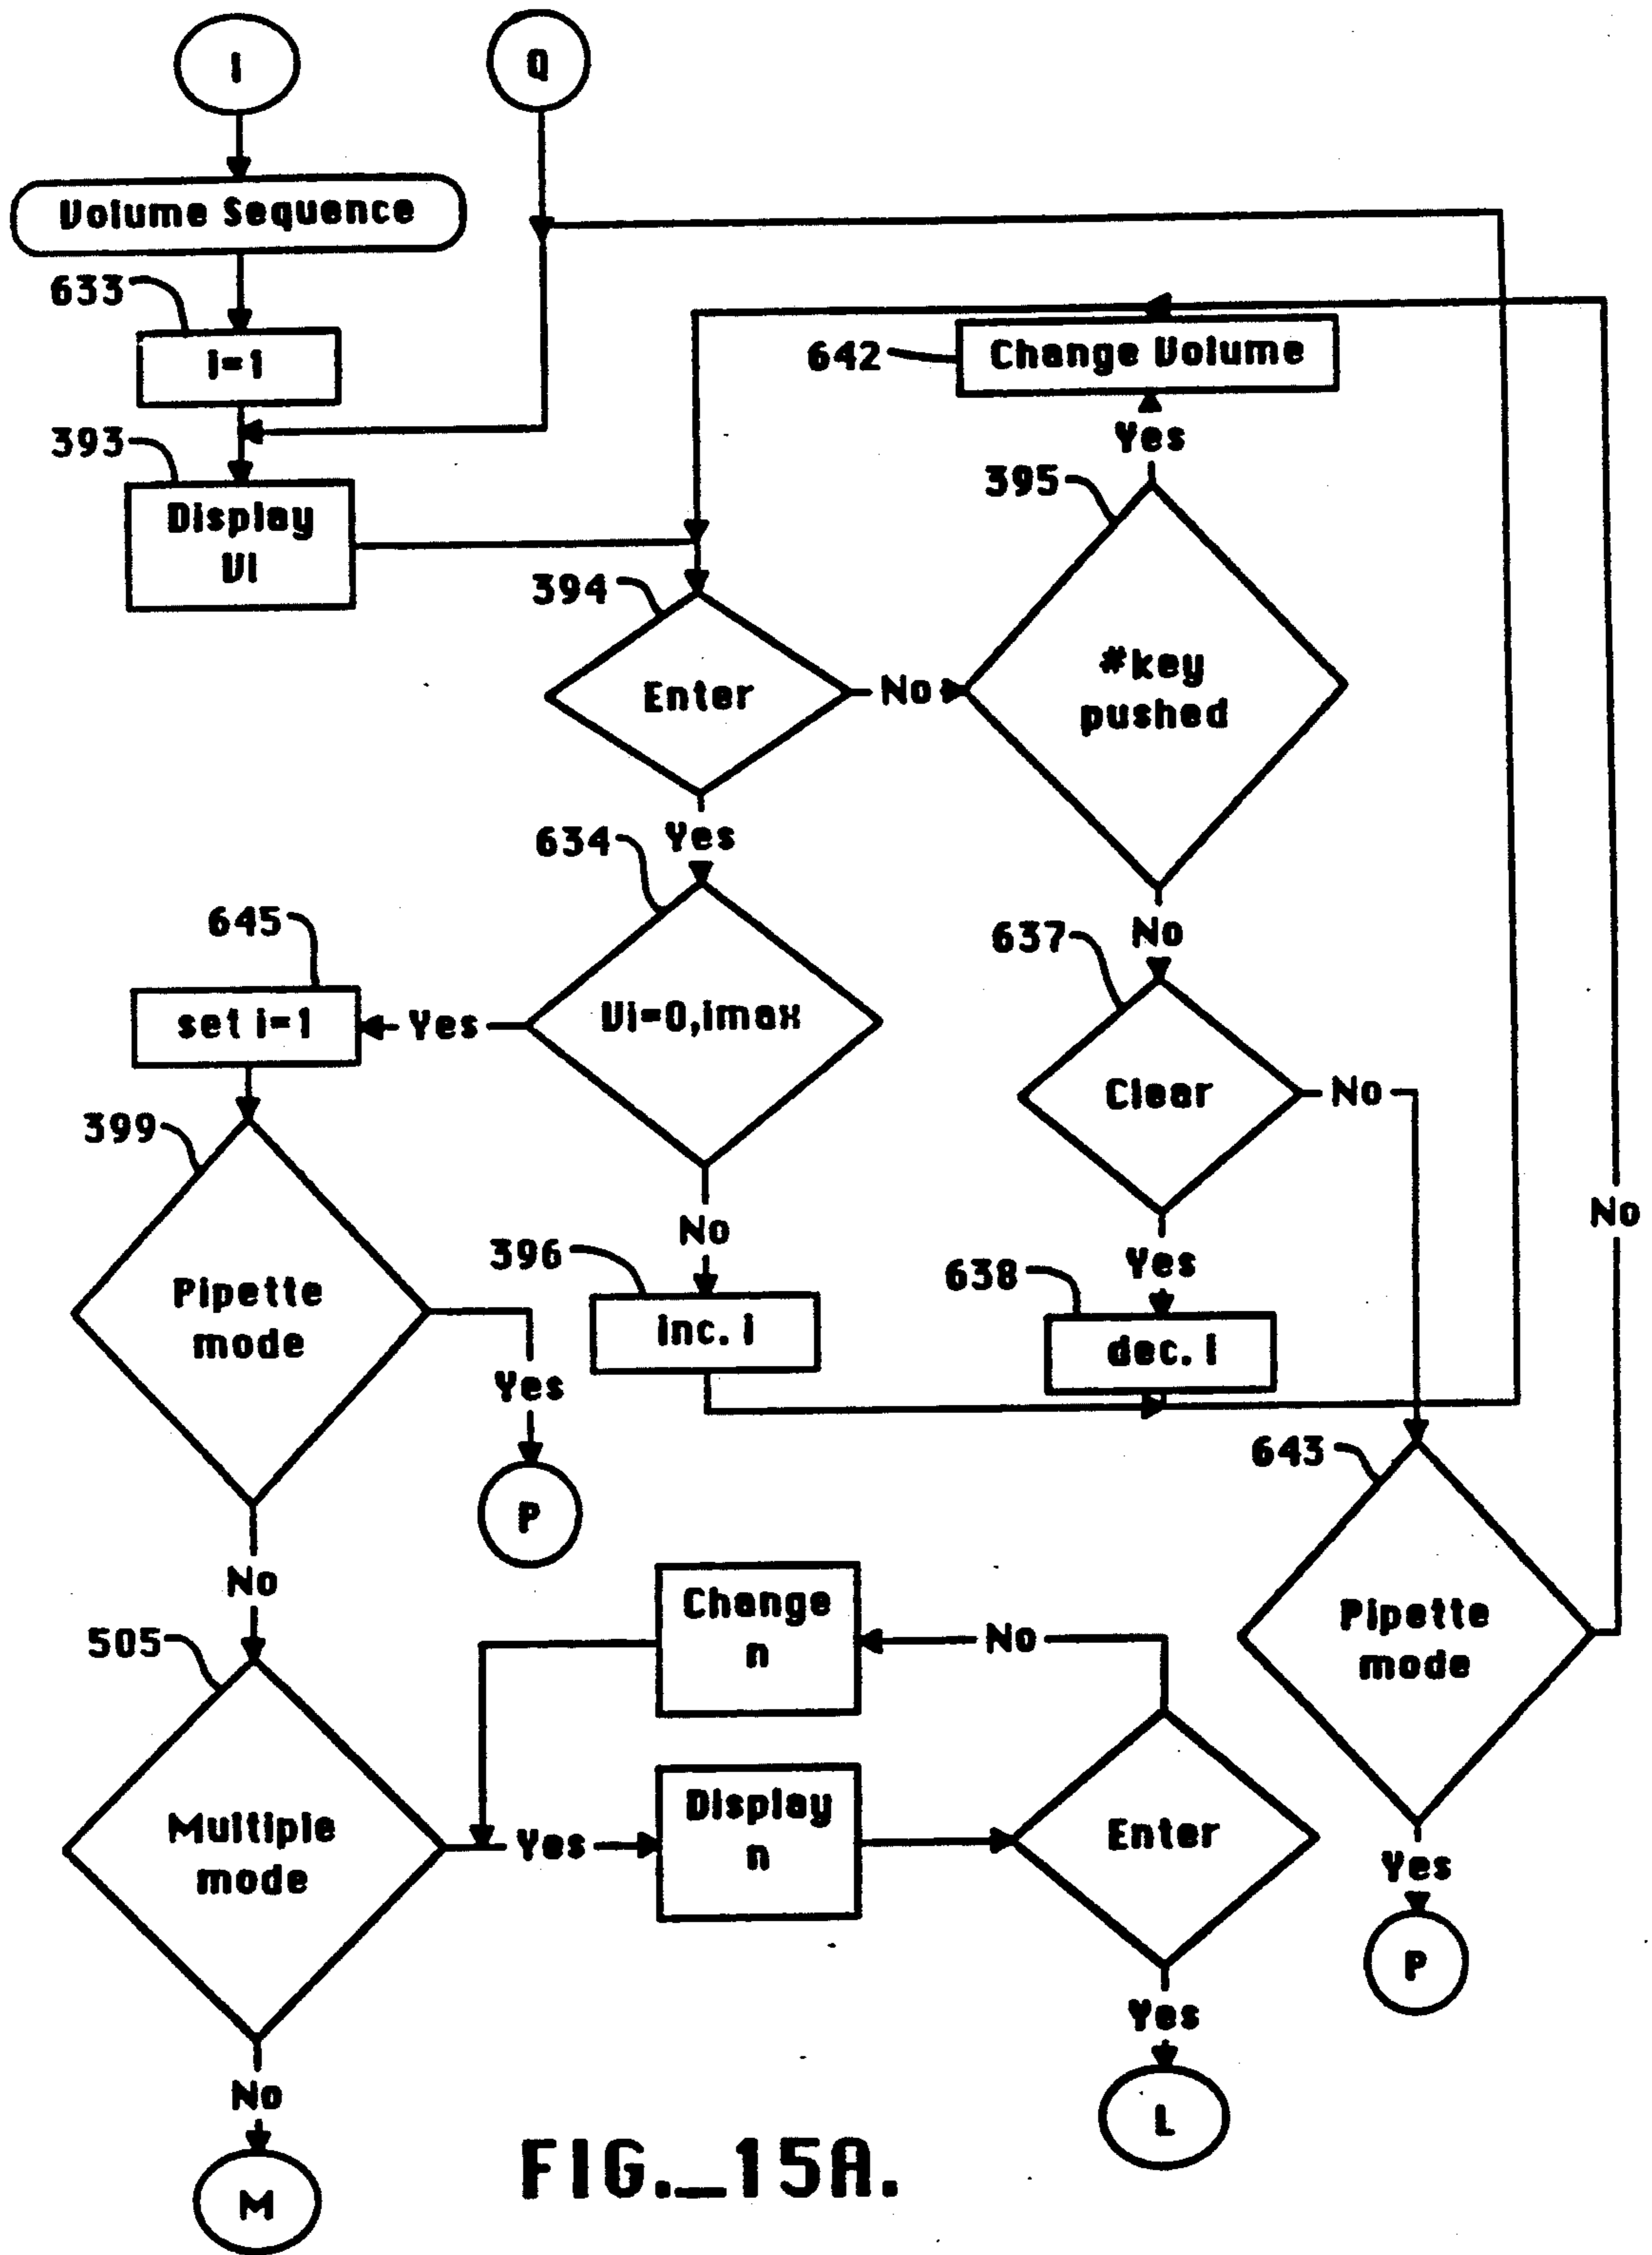 I
Q
Volume Sequence
633
i=1
642
Change Volume
393
Display
Vi
Yes
395
394
Enter
No
#key
pushed
634
Yes
645
637
No
set i=1
Yes
Vi=0,imax
399
Clear
No
No
No
396
Yes
638
Pipette
mode
inc. i
dec. i
Yes
643
P
No
Change
n
No
Pipette
mode
505
Multiple
mode
Yes
Display
n
Enter
Yes
P
Yes
No
L
M
FIG._15A.